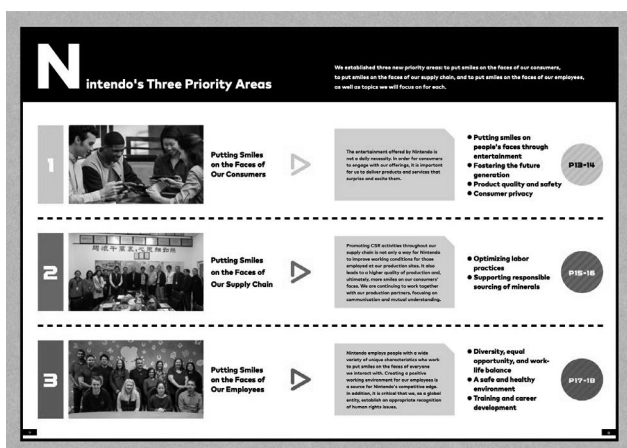 Nintendo's Three Priority Areas
We established three new priority areas: to put smiles on the faces of our consumers,
to put smiles on the faces of our supply chain, and to put smiles on the faces of our employees,
as well as topics we will focus on for each.
1
Putting Smiles
on the Faces of
Our Consumers
The entertainment offered by Nintendo is
not a daily necessity. In order for consumers
to engage with our offerings, it is important
for us to deliver products and services that
surprise and excite them.
● Putting smiles on
people's faces through
entertainment
● Fostering the future
generation
● Product quality and safety
● Consumer privacy
P13-14
2
Putting Smiles
on the Faces of
Our Supply Chain
Promoting CSR activities throughout our
supply chain is not only a way for Nintendo
to improve working conditions for those
employed at our production sites. It also
leads to a higher quality of production and,
ultimately, more smiles on our consumers'
faces. We are continuing to work together
with our production partners, focusing on
communication and mutual understanding.
● Optimizing labor
practices
● Supporting responsible
sourcing of minerals
P15-16
3
Putting Smiles
on the Faces of
Our Employees
Nintendo employs people with a wide
variety of unique characteristics who work
to put smiles on the faces of everyone
we interact with. Creating a positive
working environment for our employees is
a source for Nintendo's competitive edge.
In addition, it is critical that we, as a global
entity, establish an appropriate recognition
of human rights issues.
● Diversity, equal
opportunity, and work-
life balance
● A safe and healthy
environment
● Training and career
development
P17-18